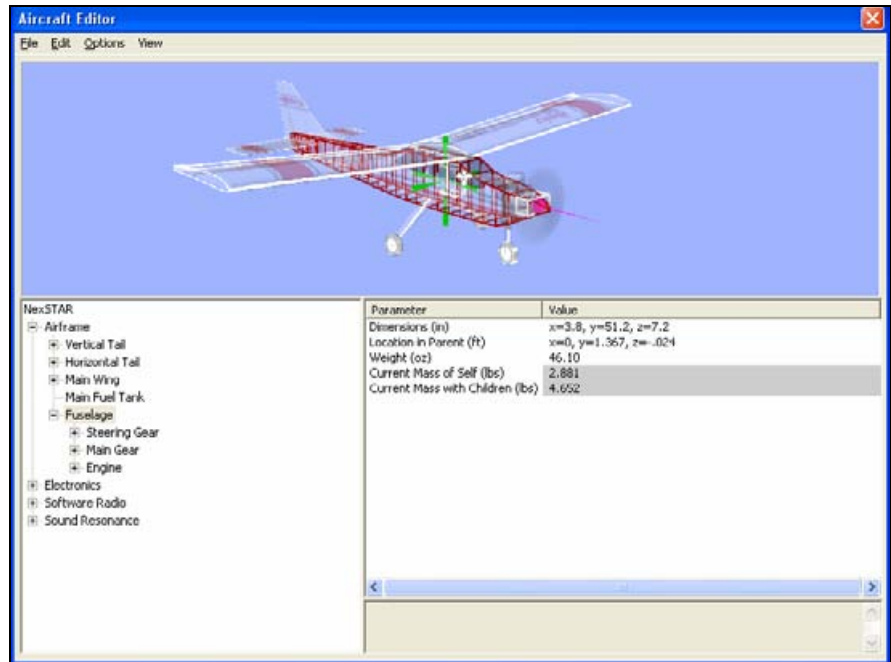 Aircraft Editor
File Edit Options View
NexSTAR
Airframe
Vertical Tail
Horizontal Tail
Main Wing
Main Fuel Tank
Fuselage
Steering Gear
Main Gear
Engine
Electronics
Software Radio
Sound Resonance
Parameter Value
Dimensions (in) x=3.8, y=51.2, z=7.2
Location in Parent (ft) x=0, y=1.367, z=-.024
Weight (oz) 46.10
Current Mass of Self (lbs) 2.881
Current Mass with Children (lbs) 4.652